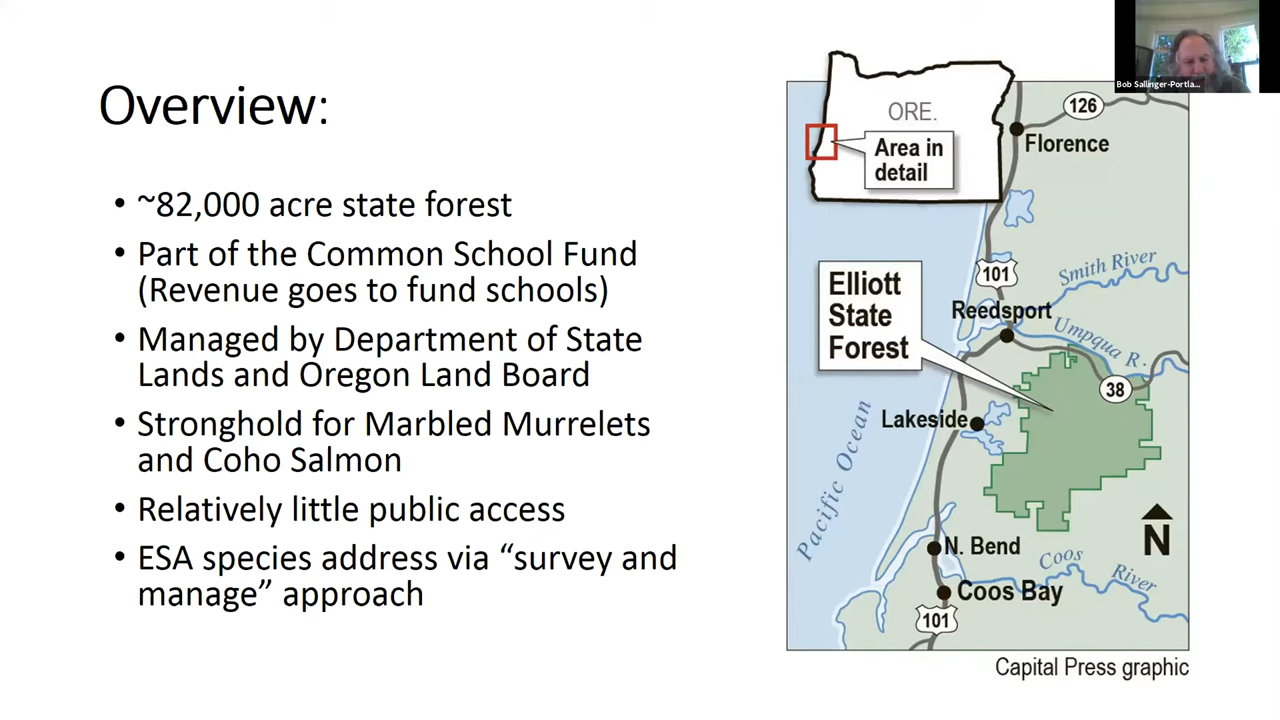 Overview:
• ~82,000 acre state forest
• Part of the Common School Fund
(Revenue goes to fund schools)
• Managed by Department of State
Lands and Oregon Land Board
• Stronghold for Marbled Murrelets
and Coho Salmon
• Relatively little public access
• ESA species address via “survey and
manage” approach
Bob Sallinger-Portla...
ORE.
Area in
detail
126
Florence
101
Smith River
Elliott
State
Forest
Reedsport
Umpqua R.
38
Lakeside
Pacific Ocean
N
N. Bend
Coos
River
Coos Bay
101
Capital Press graphic